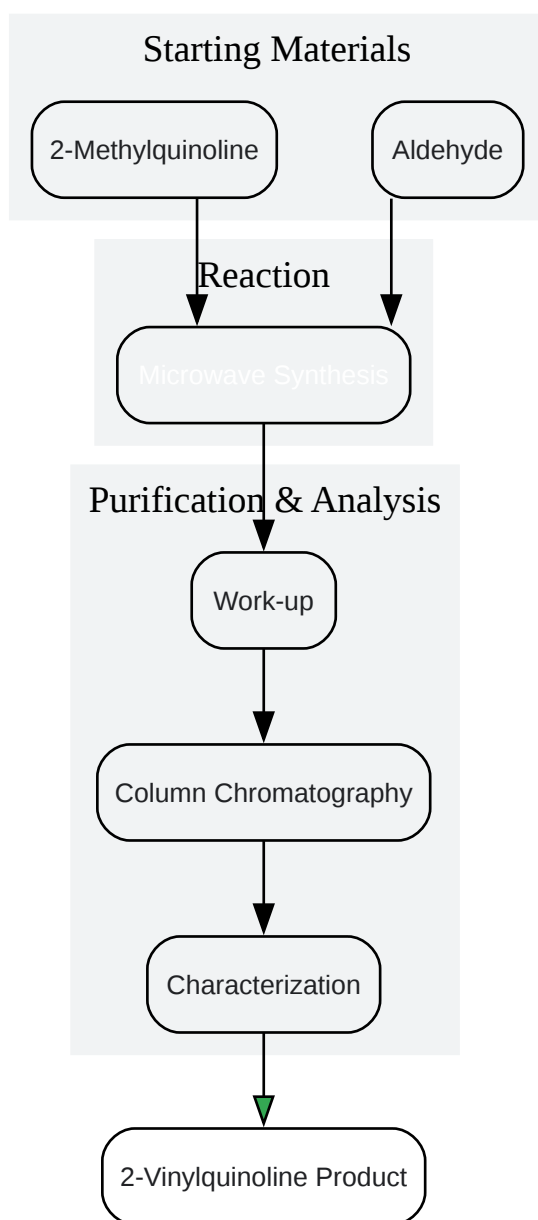 Starting Materials
2-Methylquinoline
Aldehyde
Reaction
Microwave Synthesis
Purification & Analysis
Work-up
Column Chromatography
Characterization
2-Vinylquinoline Product